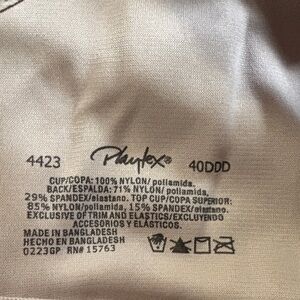 4423 Playtex® 40DDD
CUP/COPA: 100% NYLON/poliamida.
BACK/ESPALDA: 71% NYLON/poliamida,
29% SPANDEX/elastano. TOP CUP/COPA SUPERIOR:
85% NYLON/poliamida, 15% SPANDEX/elastano.
EXCLUSIVE OF TRIM AND ELASTICS/EXCLUYENDO
ACCESORIOS Y ELÁSTICOS.
MADE IN BANGLADESH
HECHO EN BANGLADESH
0223GP RN# 15763